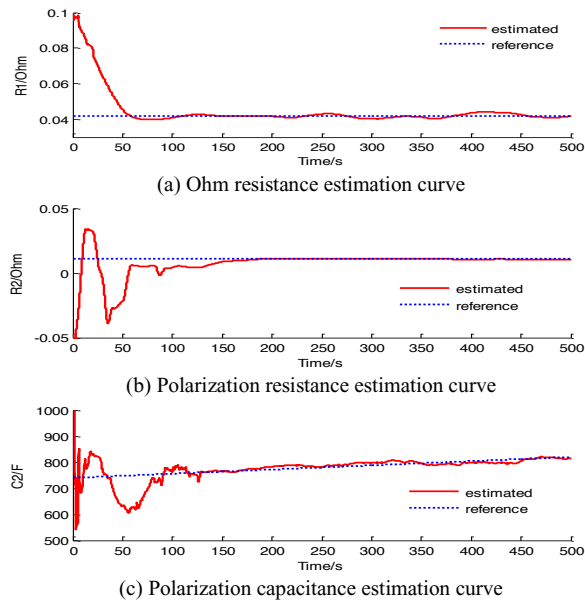 0.1
0.08
0.06
0.04
R1/Ohm
estimated
reference
0 50 100 150 200 250 300 350 400 450 500
Time/s
(a) Ohm resistance estimation curve
0.05
0
-0.05
R2/Ohm
estimated
reference
0 50 100 150 200 250 300 350 400 450 500
Time/s
(b) Polarization resistance estimation curve
1000
900
800
700
600
500
C2/F
estimated
reference
0 50 100 150 200 250 300 350 400 450 500
Time/s
(c) Polarization capacitance estimation curve